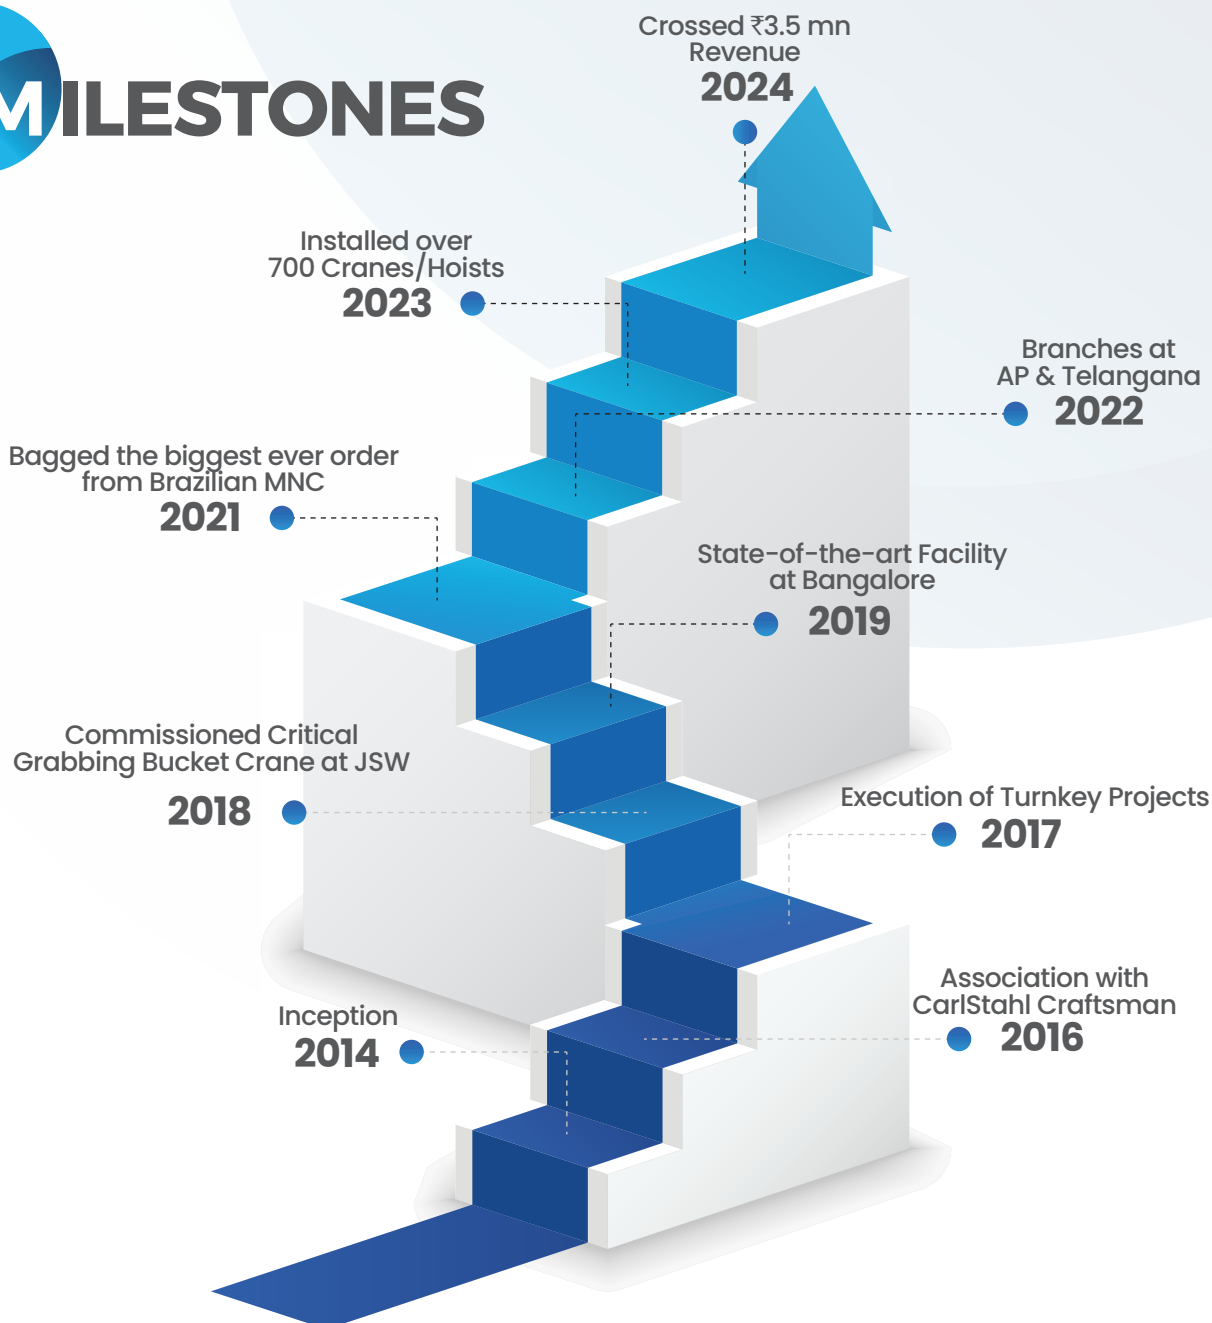 MILESTONES
Crossed ₹3.5 mn
Revenue
2024
Installed over
700 Cranes/Hoists
2023
Branches at
AP & Telangana
2022
Bagged the biggest ever order
from Brazilian MNC
2021
State-of-the-art Facility
at Bangalore
2019
Commissioned Critical
Grabbing Bucket Crane at JSW
2018
Execution of Turnkey Projects
2017
Association with
CarlStahl Craftsman
2016
Inception
2014